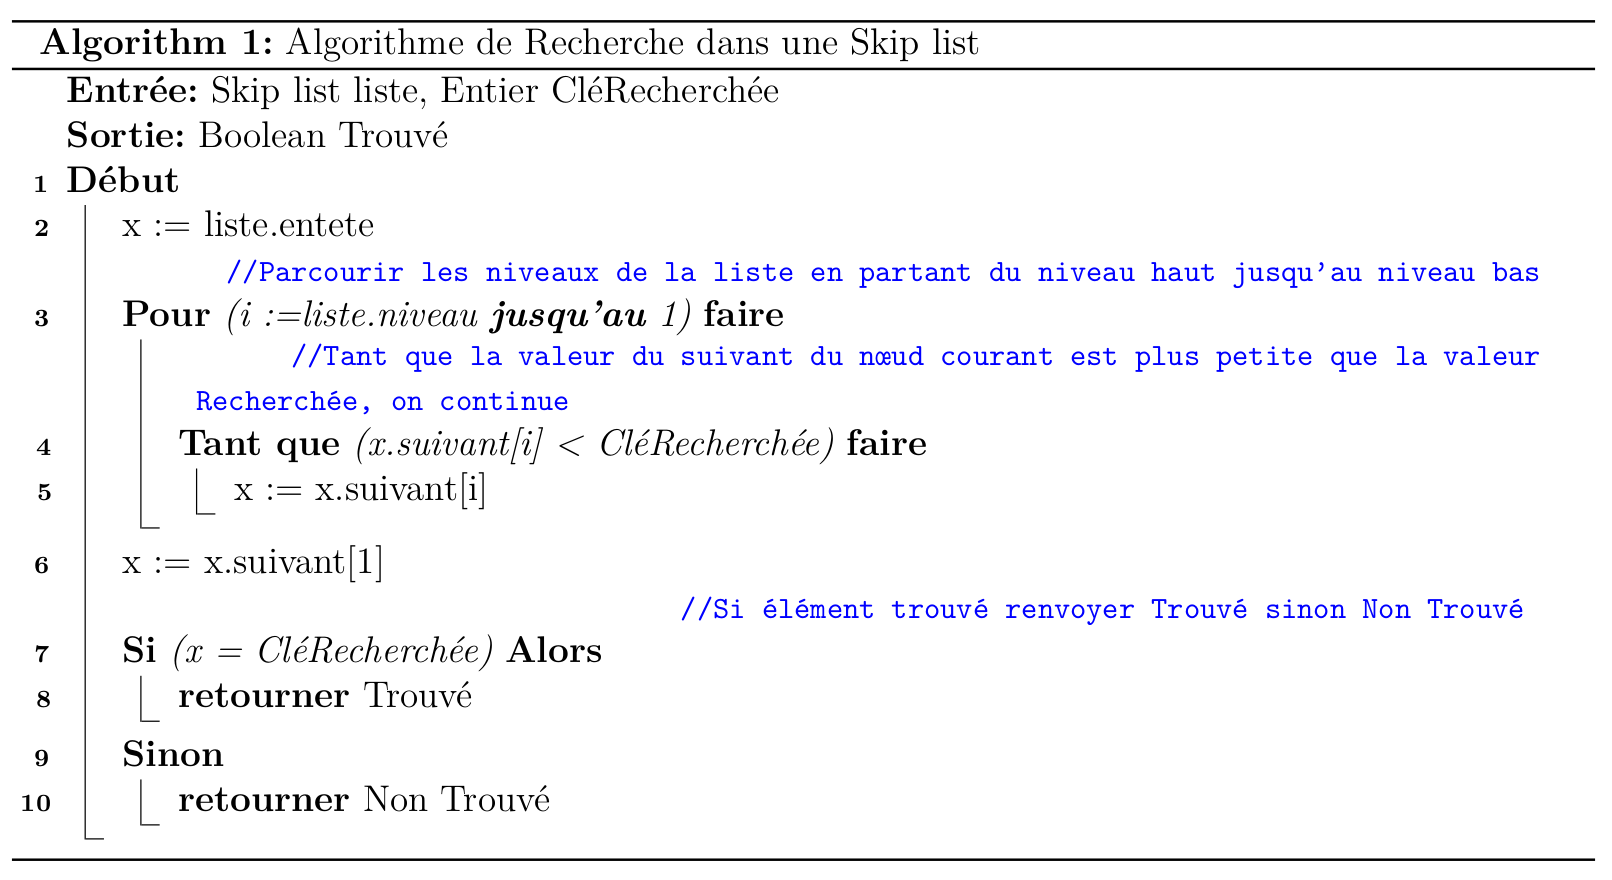 Algorithm 1: Algorithme de Recherche dans une Skip list
Entrée: Skip list liste, Entier CléRecherchée
Sortie: Boolean Trouvé
1 Début
2 x := liste.entete
//Parcourir les niveaux de la liste en partant du niveau haut jusqu'au niveau bas
3 Pour (i :=liste.niveau jusqu'au 1) faire
//Tant que la valeur du suivant du nœud courant est plus petite que la valeur
Recherchée, on continue
4 Tant que (x.suivant[i] < CléRecherchée) faire
5 x := x.suivant[i]
6 x := x.suivant[1]
//Si élément trouvé renvoyer Trouvé sinon Non Trouvé
7 Si (x = CléRecherchée) Alors
8 retourner Trouvé
9 Sinon
10 retourner Non Trouvé